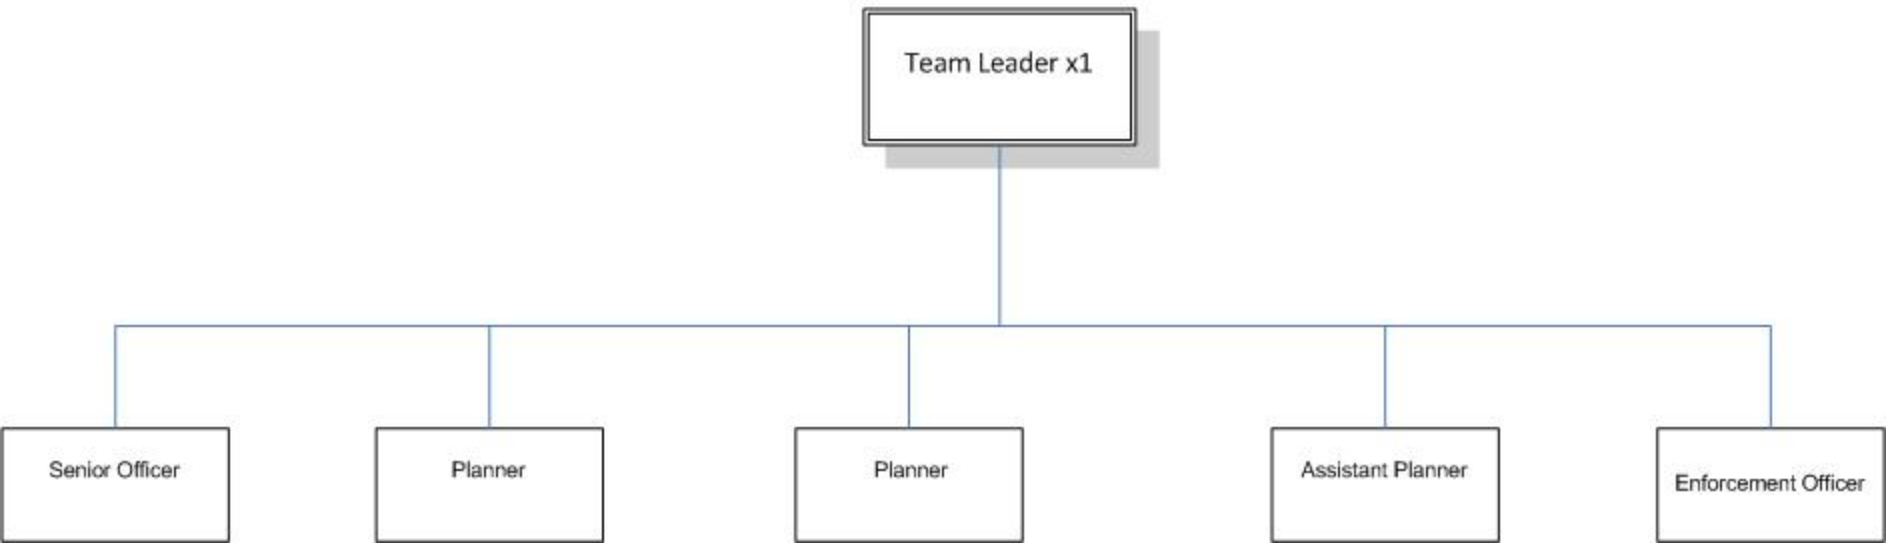 Team Leader x1
Senior Officer
Planner
Planner
Assistant Planner
Enforcement Officer